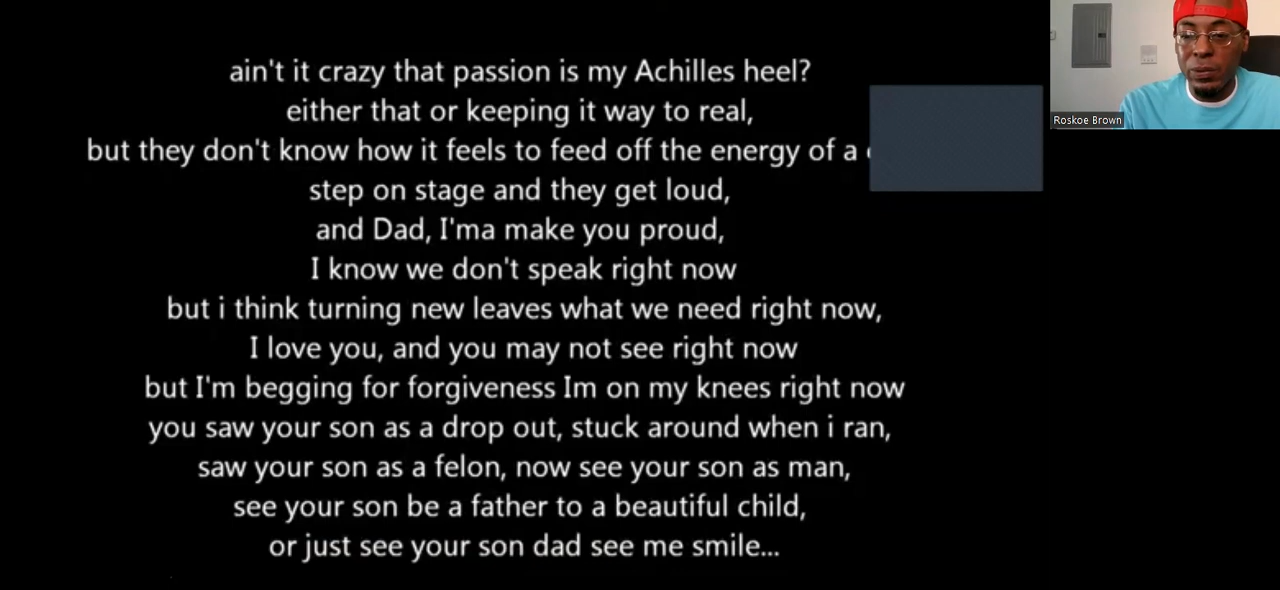 ain't it crazy that passion is my Achilles heel?
either that or keeping it way to real,
but they don't know how it feels to feed off the energy of a
step on stage and they get loud,
and Dad, I'ma make you proud,
I know we don't speak right now
but i think turning new leaves what we need right now,
I love you, and you may not see right now
but I'm begging for forgiveness Im on my knees right now
you saw your son as a drop out, stuck around when i ran,
saw your son as a felon, now see your son as man,
see your son be a father to a beautiful child,
or just see your son dad see me smile...
Roskoe Brown